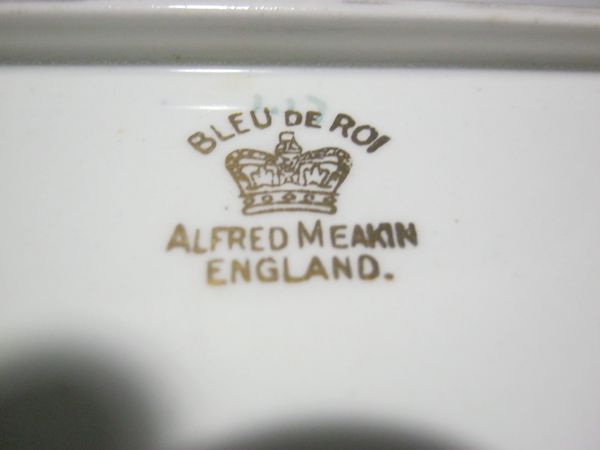 BLEU DE ROI
ALFRED MEAKIN
ENGLAND.